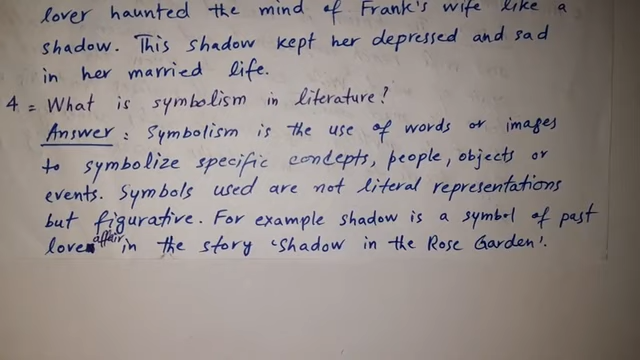 lover haunted the mind of Frank's wife like a
shadow. This shadow kept her depressed and sad
in her married life.
4 = What is symbolism in literature?
Answer : Symbolism is the use of words or images
to symbolize specific concepts, people, objects or
events. Symbols used are not literal representations
but figurative. For example shadow is a symbol of past
love affair in the story 'Shadow in the Rose Garden'.